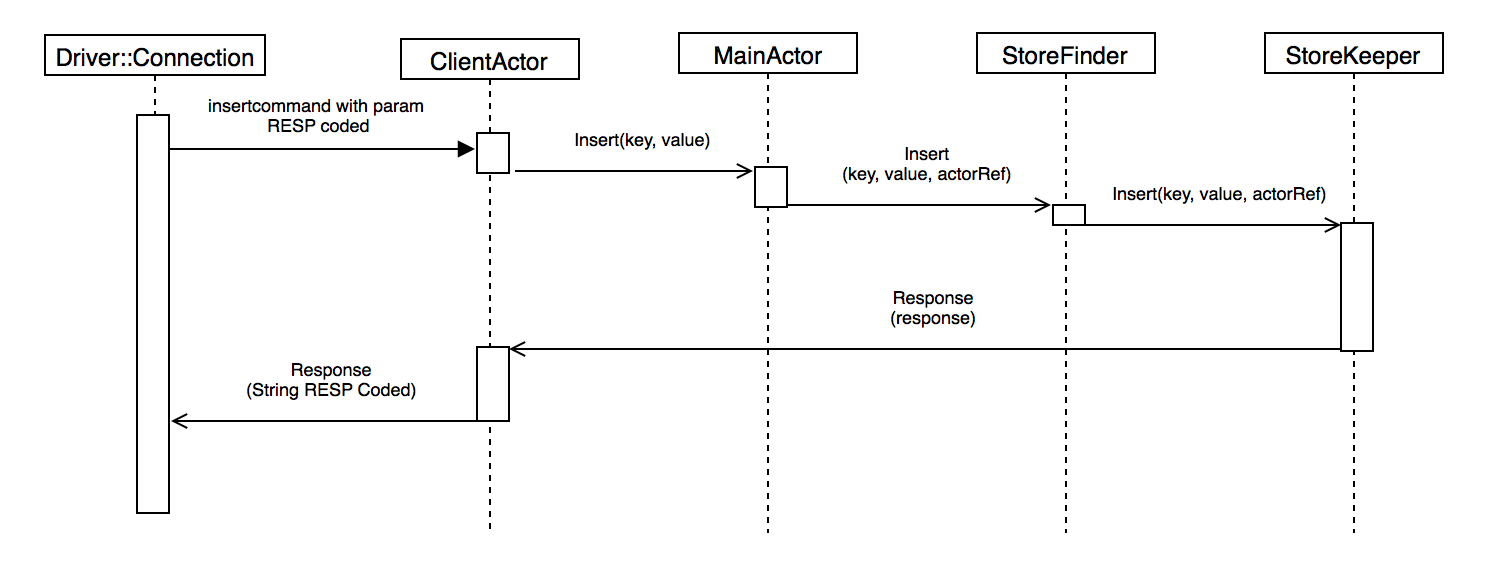 Driver::Connection
ClientActor
MainActor
StoreFinder
StoreKeeper
insertcommand with param
RESP coded
Insert(key, value)
Insert
(key, value, actorRef)
Insert(key, value, actorRef)
Response
(response)
Response
(String RESP Coded)